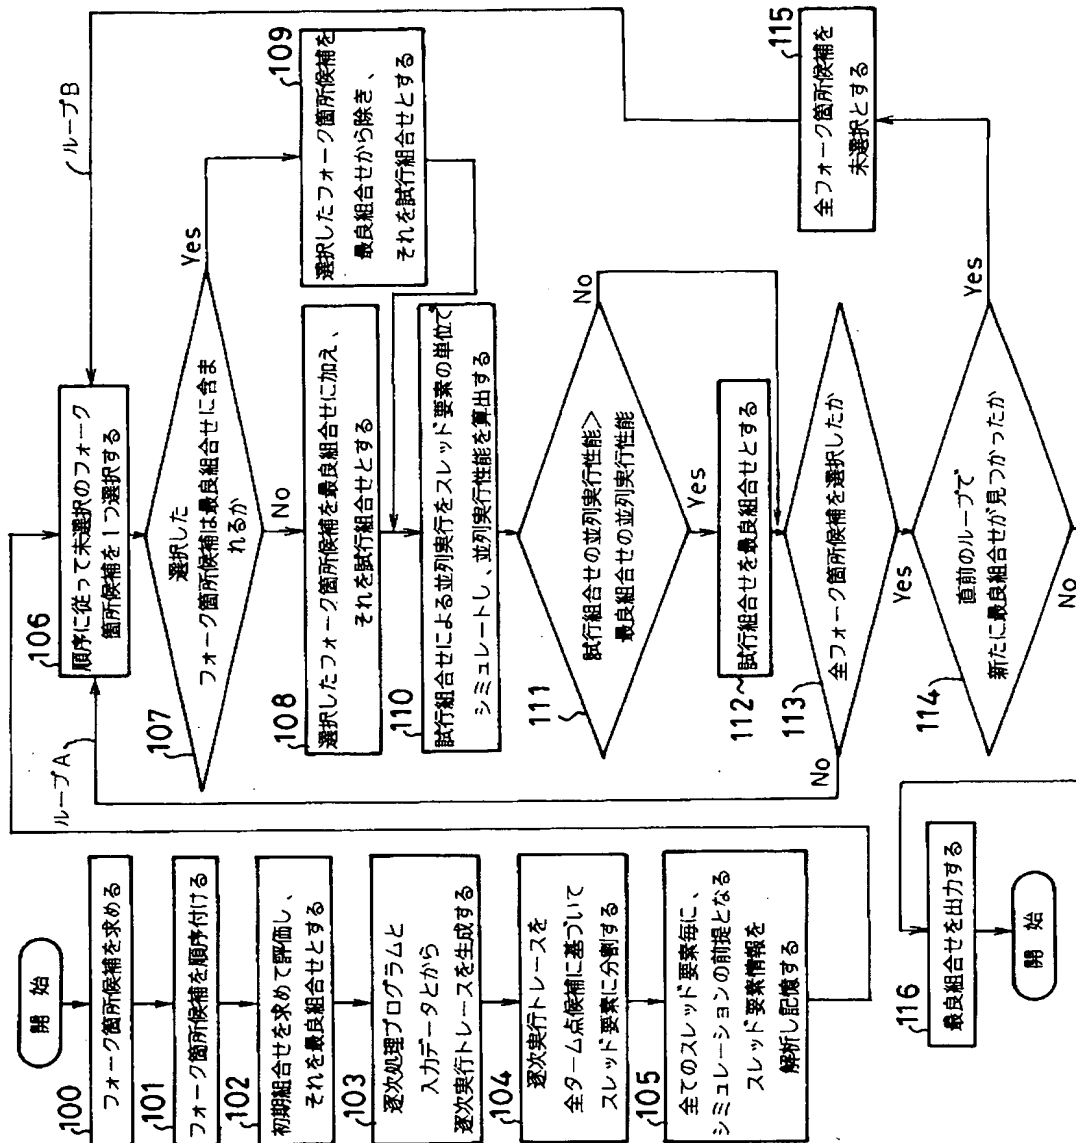 開始
100
フォーク箇所候補を求める
101
フォーク箇所候補を順序付ける
102
初期組合せを求めて評価し、
それを最良組合せとする
103
逐次処理プログラムと
入力データとから
逐次実行トレースを生成する
104
逐次実行トレースを
全ターム点候補に基づいて
スレッド要素に分割する
105
全てのスレッド要素毎に、
シミュレーションの前提となる
スレッド要素情報を
解析し記憶する
ループA
ループB
106
順序に従って未選択のフォーク
箇所候補を1つ選択する
107
選択した
フォーク箇所候補は最良組合せに含ま
れるか
Yes
No
108
選択したフォーク箇所候補を最良組合せに加え、
それを試行組合せとする
109
選択したフォーク箇所候補を
最良組合せから除き、
それを試行組合せとする
110
試行組合せによる並列実行をスレッド要素の単位で
シミュレートし、並列実行性能を算出する
111
試行組合せの並列実行性能>
最良組合せの並列実行性能
No
Yes
112
試行組合せを最良組合せとする
113
全フォーク箇所候補を選択したか
No
Yes
114
直前のループで
新たに最良組合せが見つかったか
Yes
No
115
全フォーク箇所候補を
未選択とする
116
最良組合せを出力する
開始